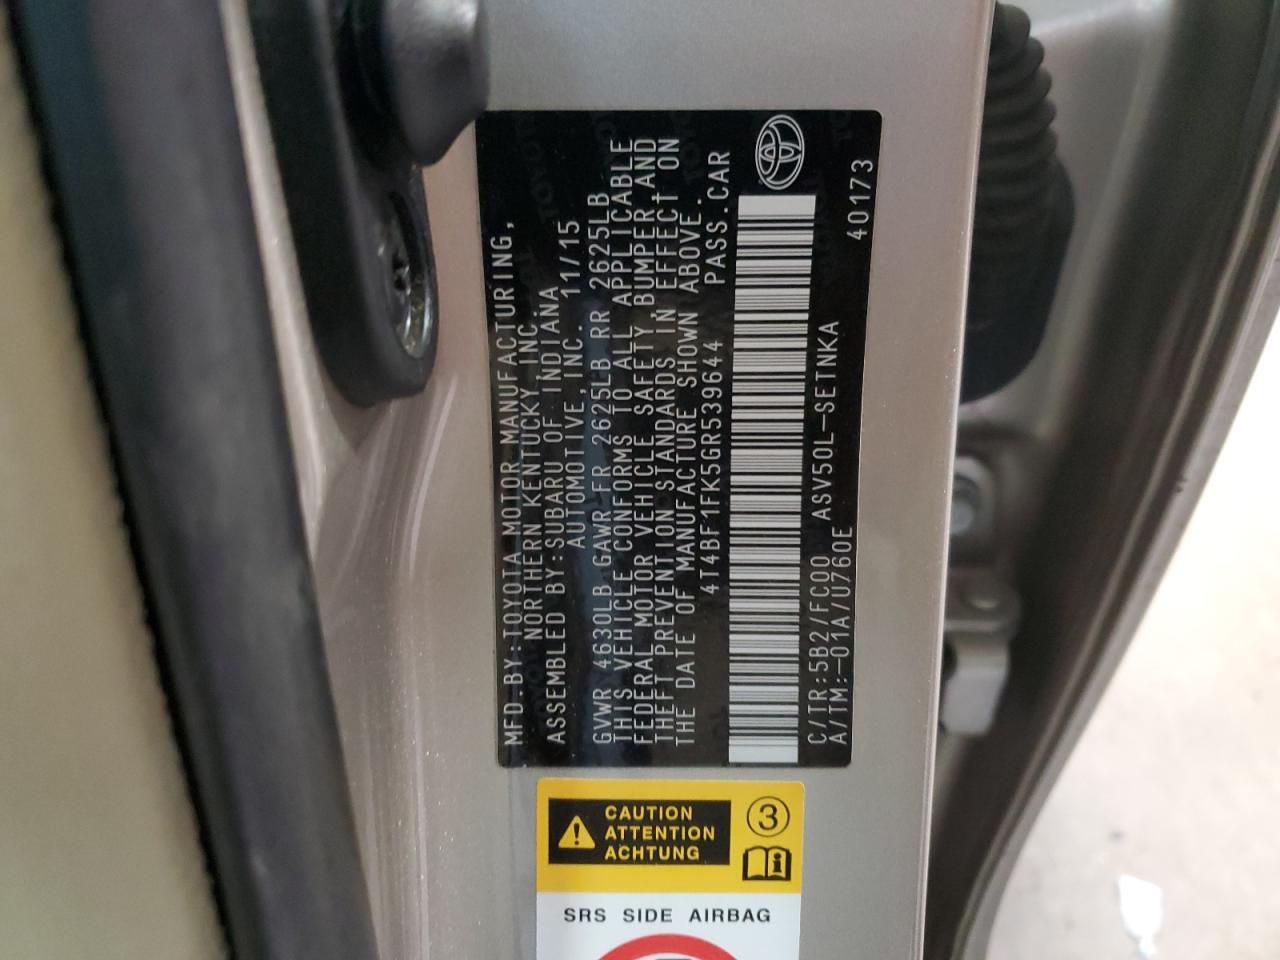 MFD.BY:TOYOTA MOTOR MANUFACTURING,
NORTHERN KENTUCKY,INC.
ASSEMBLED BY:SUBARU OF INDIANA
AUTOMOTIVE,INC. 11/15
GVWR 4630LB GAWR FR 2625LB RR 2625LB
THIS VEHICLE CONFORMS TO ALL APPLICABLE
FEDERAL MOTOR VEHICLE SAFETY,BUMPER,AND
THEFT PREVENTION STANDARDS IN EFFECT ON
THE DATE OF MANUFACTURE SHOWN ABOVE.
4T4BF1FK5GR539644 PASS.CAR
C/TR:5B2/FC00 ASV50L-SETNKA
A/TM:-01A/U760E
40173
CAUTION
ATTENTION
ACHTUNG
3
SRS SIDE AIRBAG